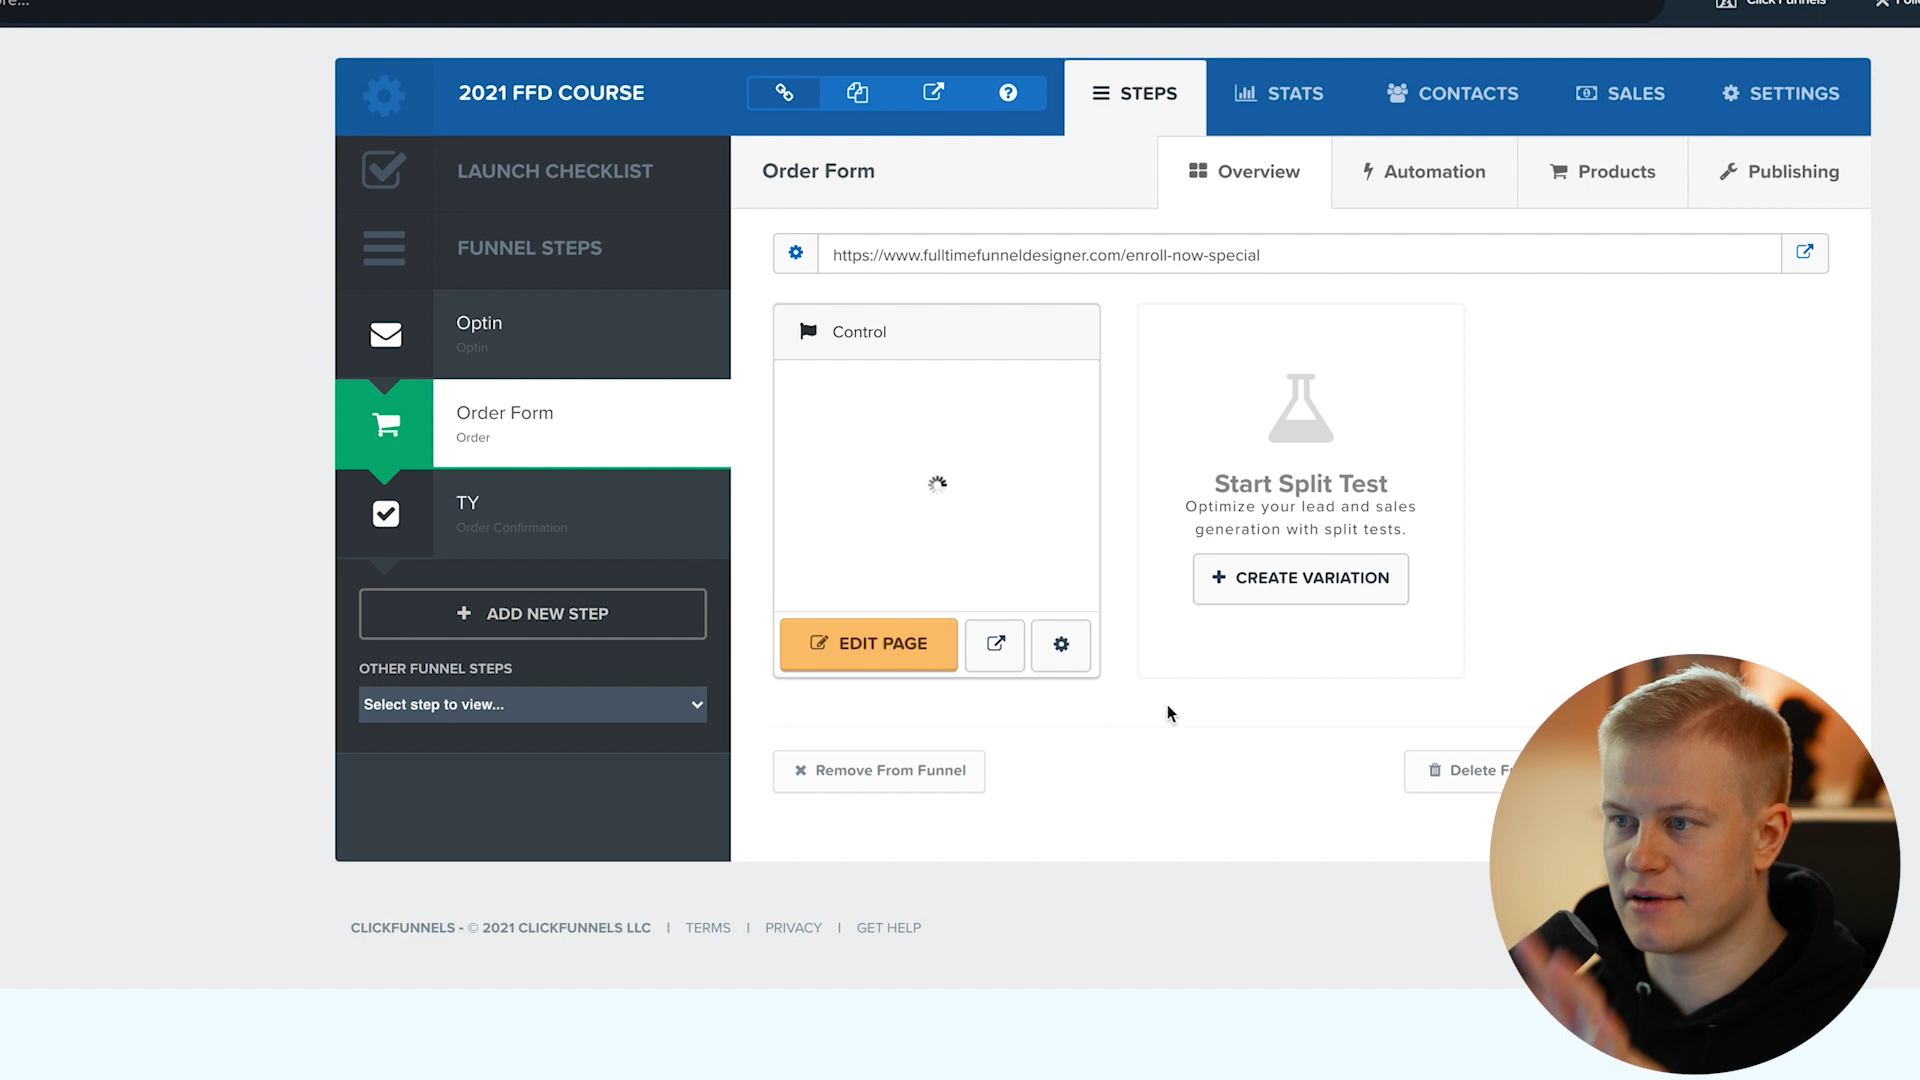 2021 FFD COURSE
STEPS
STATS
CONTACTS
SALES
SETTINGS
LAUNCH CHECKLIST
Order Form
Overview
Automation
Products
Publishing
FUNNEL STEPS
https://www.fulltimefunneldesigner.com/enroll-now-special
Optin
Optin
Control
Order Form
Order
Start Split Test
Optimize your lead and sales
generation with split tests.
CREATE VARIATION
TY
Order Confirmation
ADD NEW STEP
EDIT PAGE
OTHER FUNNEL STEPS
Select step to view...
Remove From Funnel
Delete
CLICKFUNNELS - © 2021 CLICKFUNNELS LLC | TERMS | PRIVACY | GET HELP